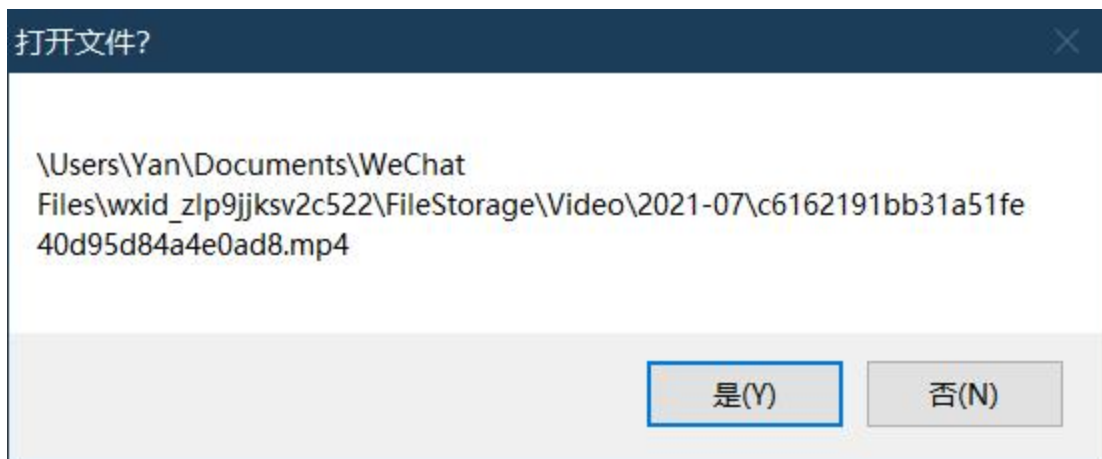 打开文件?
\Users\Yan\Documents\WeChat
Files\wxid_zlp9jjksv2c522\FileStorage\Video\2021-07\c6162191bb31a51fe
40d95d84a4e0ad8.mp4
是(Y)
否(N)